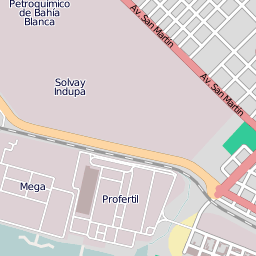 Petroquímico
de Bahía
Blanca
Av. San Martín
Solvay
Indupa
Av. San Martín
Mega
Profertil